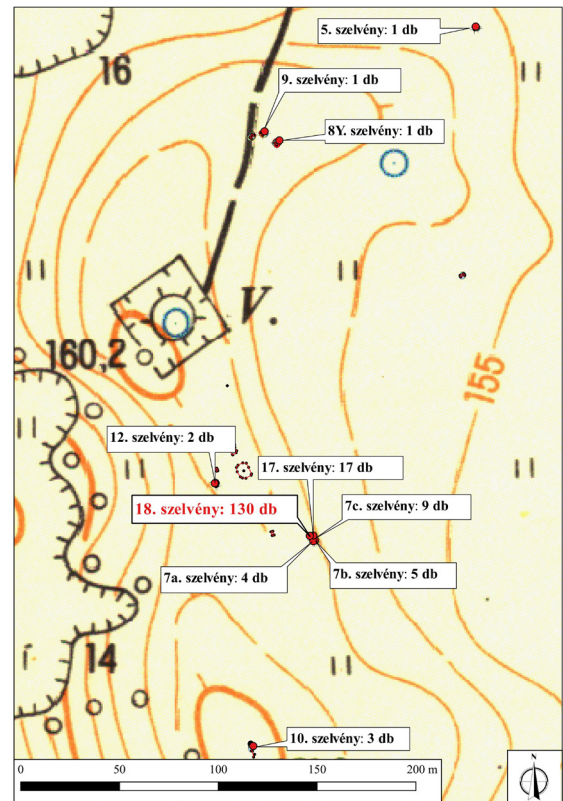 5. szelvény: 1 db
16
9. szelvény: 1 db
8Y. szelvény: 1 db
V.
160,2
155
12. szelvény: 2 db
17. szelvény: 17 db
18. szelvény: 130 db
7c. szelvény: 9 db
7a. szelvény: 4 db
7b. szelvény: 5 db
14
10. szelvény: 3 db
N
0 50 100 150 200 m